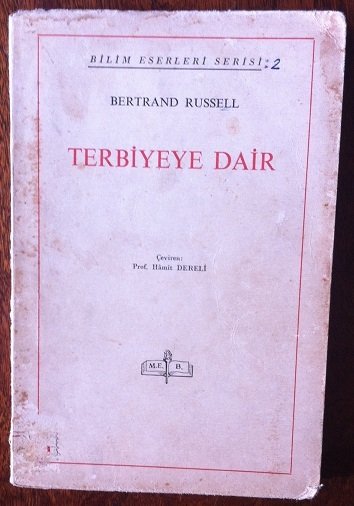 BİLİM ESERLERİ SERİSİ: 2
BERTRAND RUSSELL
TERBİYEYE DAİR
Çeviren:
Prof. Hâmit DERELİ
M.E. B.